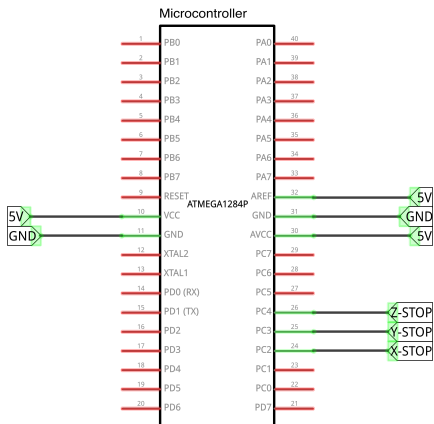 Microcontroller
1 PB0 PA0 40
2 PB1 PA1 39
3 PB2 PA2 38
4 PB3 PA3 37
5 PB4 PA4 36
6 PB5 PA5 35
7 PB6 PA6 34
8 PB7 PA7 33
9 RESET AREF 32 5V
ATMEGA1284P
5V 10 VCC GND 31 GND
GND 11 GND AVCC 30 5V
12 XTAL2 PC7 29
13 XTAL1 PC6 28
14 PD0 (RX) PC5 27
15 PD1 (TX) PC4 26 Z-STOP
16 PD2 PC3 25 Y-STOP
17 PD3 PC2 24 X-STOP
18 PD4 PC1 23
19 PD5 PC0 22
20 PD6 PD7 21